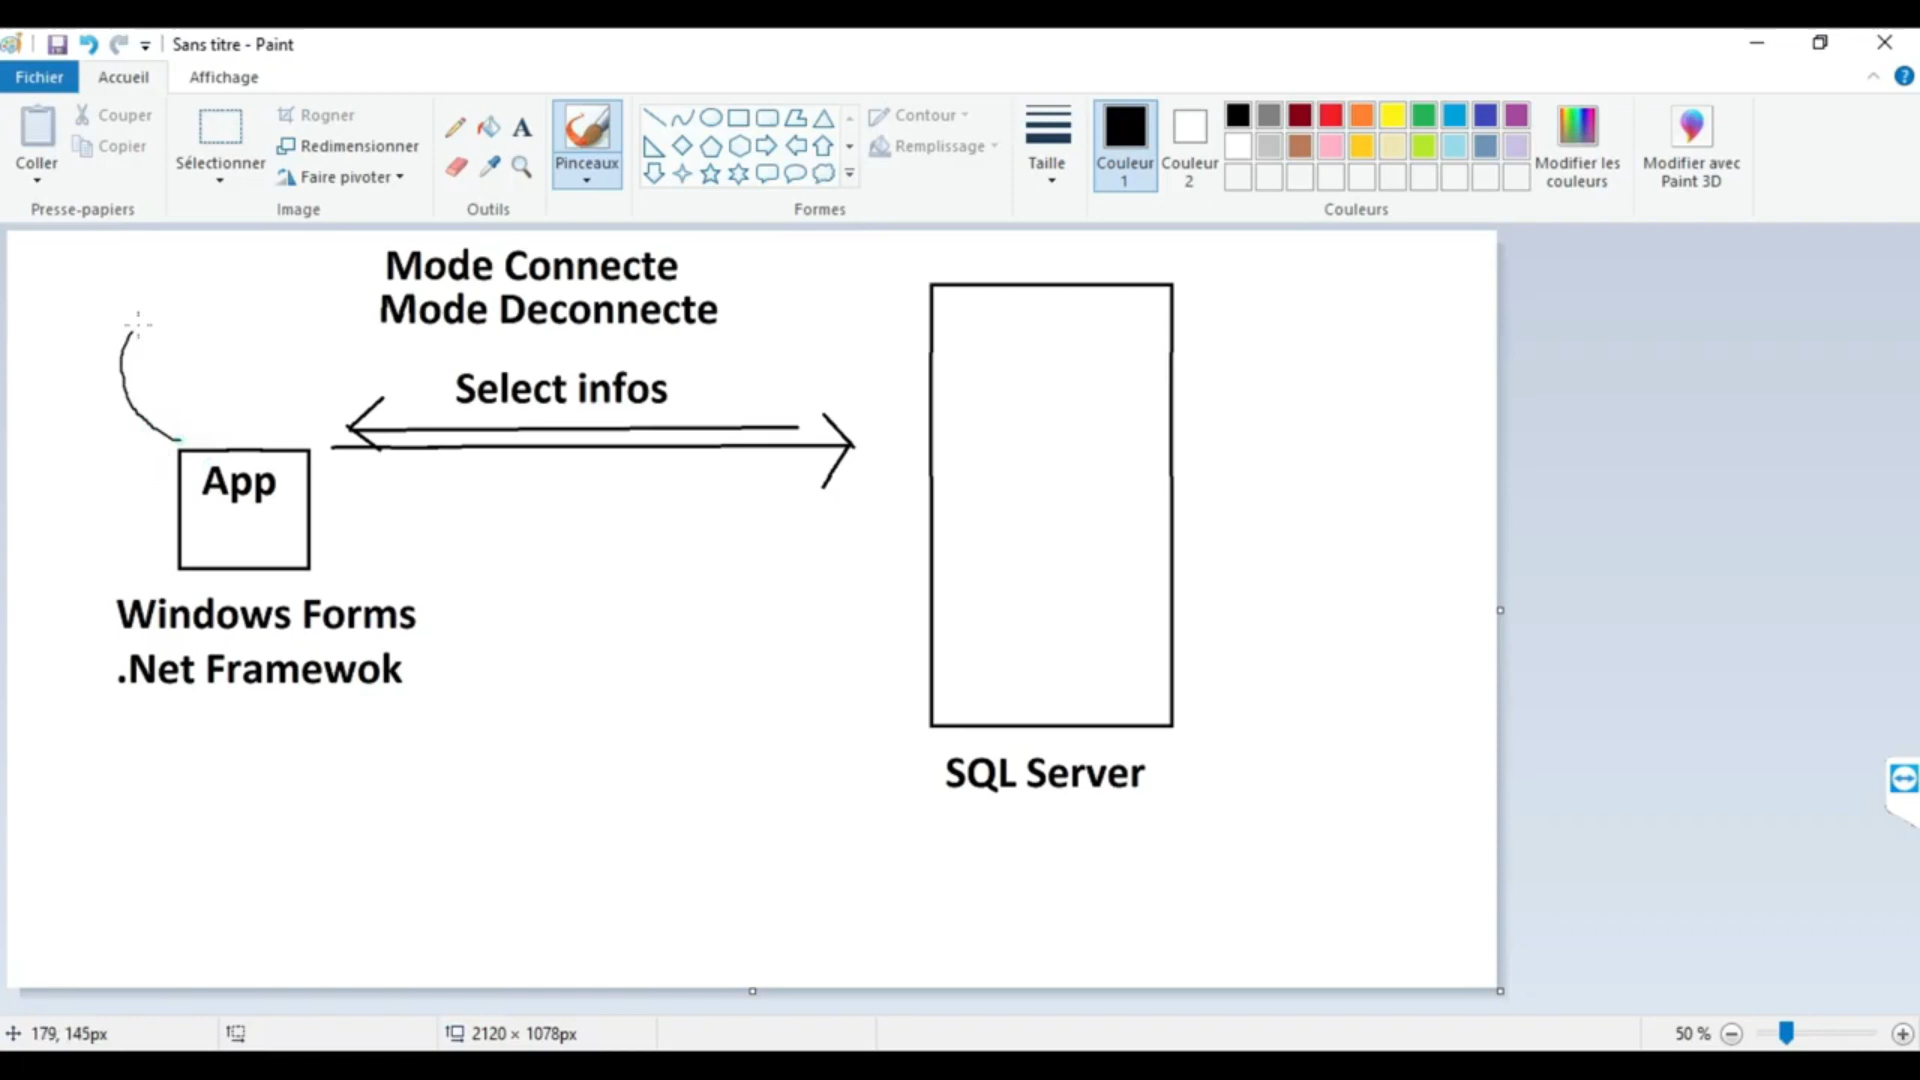 Sans titre - Paint
Fichier
Accueil
Affichage
Coller
Couper
Copier
Presse-papiers
Sélectionner
Rogner
Redimensionner
Faire pivoter
Image
A
Outils
Pinceaux
Contour
Remplissage
Formes
Taille
Couleur
1
Couleur
2
Couleurs
Modifier les
couleurs
Modifier avec
Paint 3D
?
Mode Connecte
Mode Deconnecte
Select infos
App
Windows Forms
.Net Framewok
SQL Server
179, 145px
2120 × 1078px
50 %